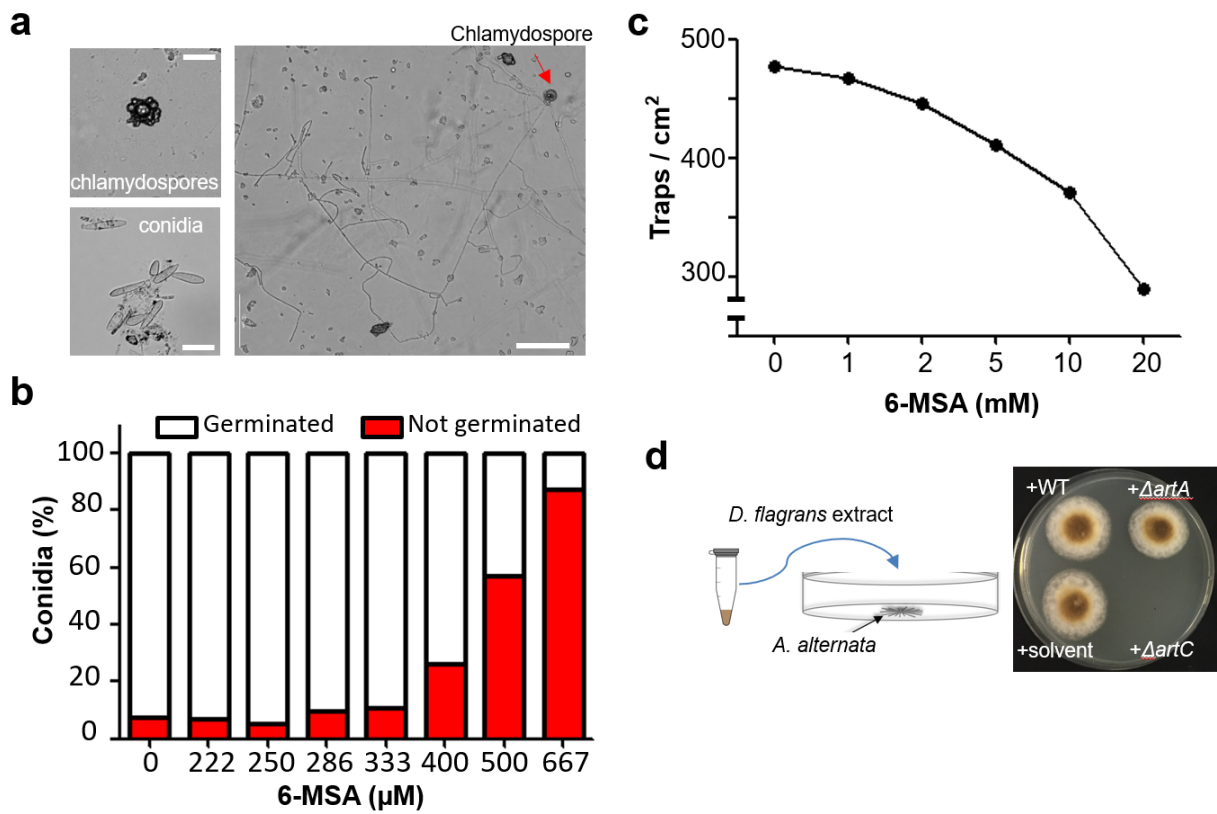 a
chlamydospores
conidia
Chlamydospore
b
Germinated
Not germinated
100
80
60
40
20
0
Conidia (%)
0 222 250 286 333 400 500 667
6-MSA (µM)
c
500
400
300
Traps / cm²
0 1 2 5 10 20
6-MSA (mM)
d
D. flagrans extract
A. alternata
+WT
+ΔartA
+solvent
+ΔartC